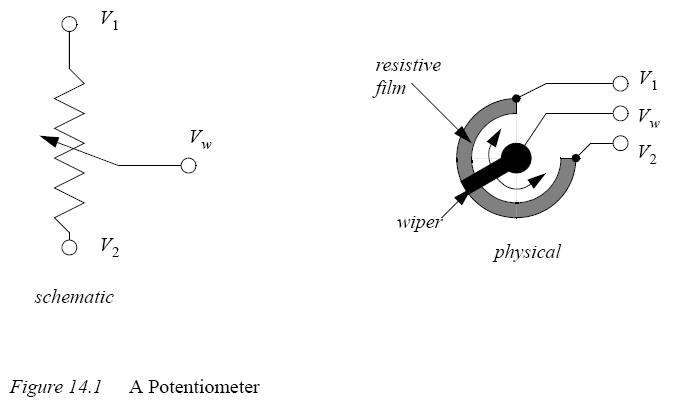 V1
Vw
V2
schematic
resistive
film
V1
Vw
V2
wiper
physical
Figure 14.1 A Potentiometer